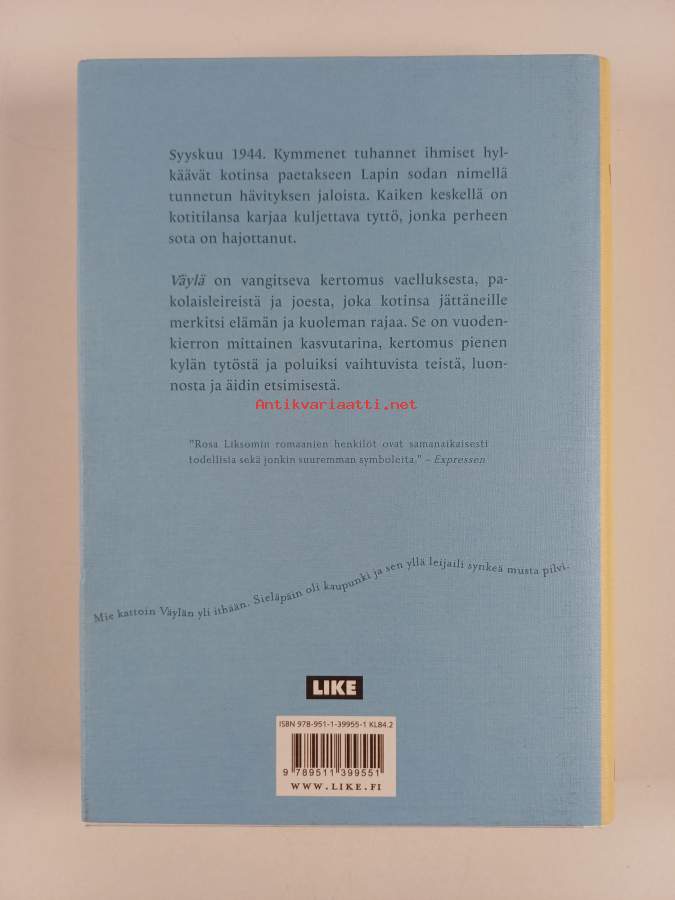 Syyskuu 1944. Kymmenet tuhannet ihmiset hyl-
käävät kotinsa paetakseen Lapin sodan nimellä
tunnetun hävityksen jaloista. Kaiken keskellä on
kotitilansa karjaa kuljettava tyttö, jonka perheen
sota on hajottanut.
Väylä on vangitseva kertomus vaelluksesta, pa-
kolaisleireistä ja joesta, joka kotinsa jättäneille
merkitsi elämän ja kuoleman rajaa. Se on vuoden-
kierron mittainen kasvutarina, kertomus pienen
kylän tytöstä ja poluiksi vaihtuvista teistä, luon-
nosta ja äidin etsimisestä.
Antikvariaatti.net
"Rosa Liksomin romaanien henkilöt ovat samanaikaisesti
todellisia sekä jonkin suuremman symboleita." – Expressen
Mie kattoin Väylän yli ithään. Sieläpäin oli kaupunki ja sen yllä leijaili synkeä musta pilvi.
LIKE
ISBN 978-951-1-39955-1 KL84.2
9 789511 399551
WWW.LIKE.FI